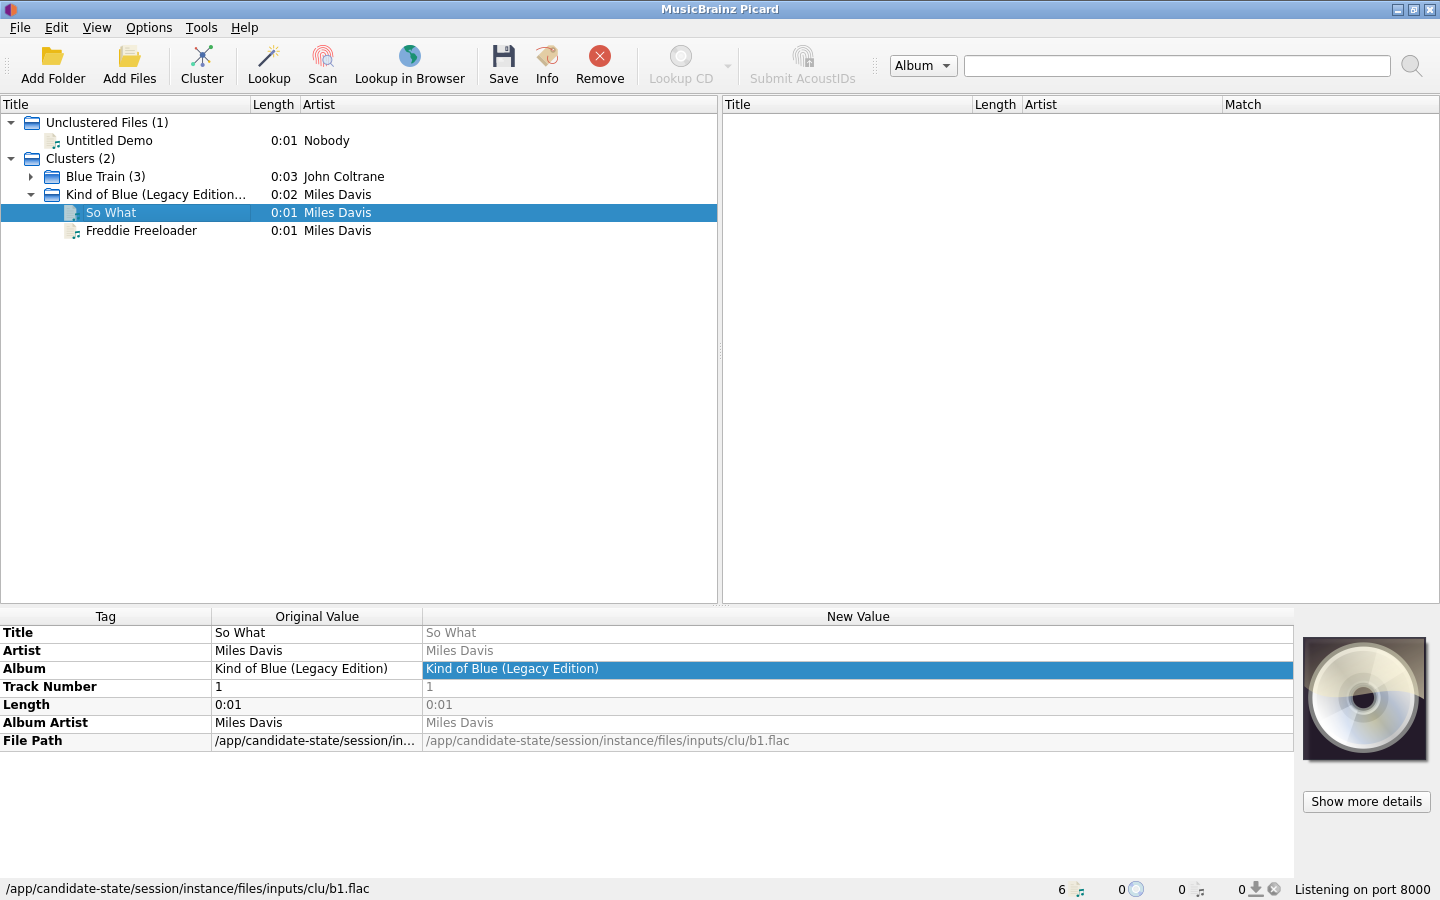 MusicBrainz Picard
File Edit View Options Tools Help
Add Folder Add Files Cluster Lookup Scan Lookup in Browser Save Info Remove Lookup CD Submit AcoustIDs Album
Title Length Artist Title Length Artist Match
Unclustered Files (1)
Untitled Demo 0:01 Nobody
Clusters (2)
Blue Train (3) 0:03 John Coltrane
Kind of Blue (Legacy Edition... 0:02 Miles Davis
So What 0:01 Miles Davis
Freddie Freeloader 0:01 Miles Davis
Tag Original Value New Value
Title So What So What
Artist Miles Davis Miles Davis
Album Kind of Blue (Legacy Edition) Kind of Blue (Legacy Edition)
Track Number 1 1
Length 0:01 0:01
Album Artist Miles Davis Miles Davis
File Path /app/candidate-state/session/in... /app/candidate-state/session/instance/files/inputs/clu/b1.flac
Show more details
/app/candidate-state/session/instance/files/inputs/clu/b1.flac 6 0 0 0 Listening on port 8000